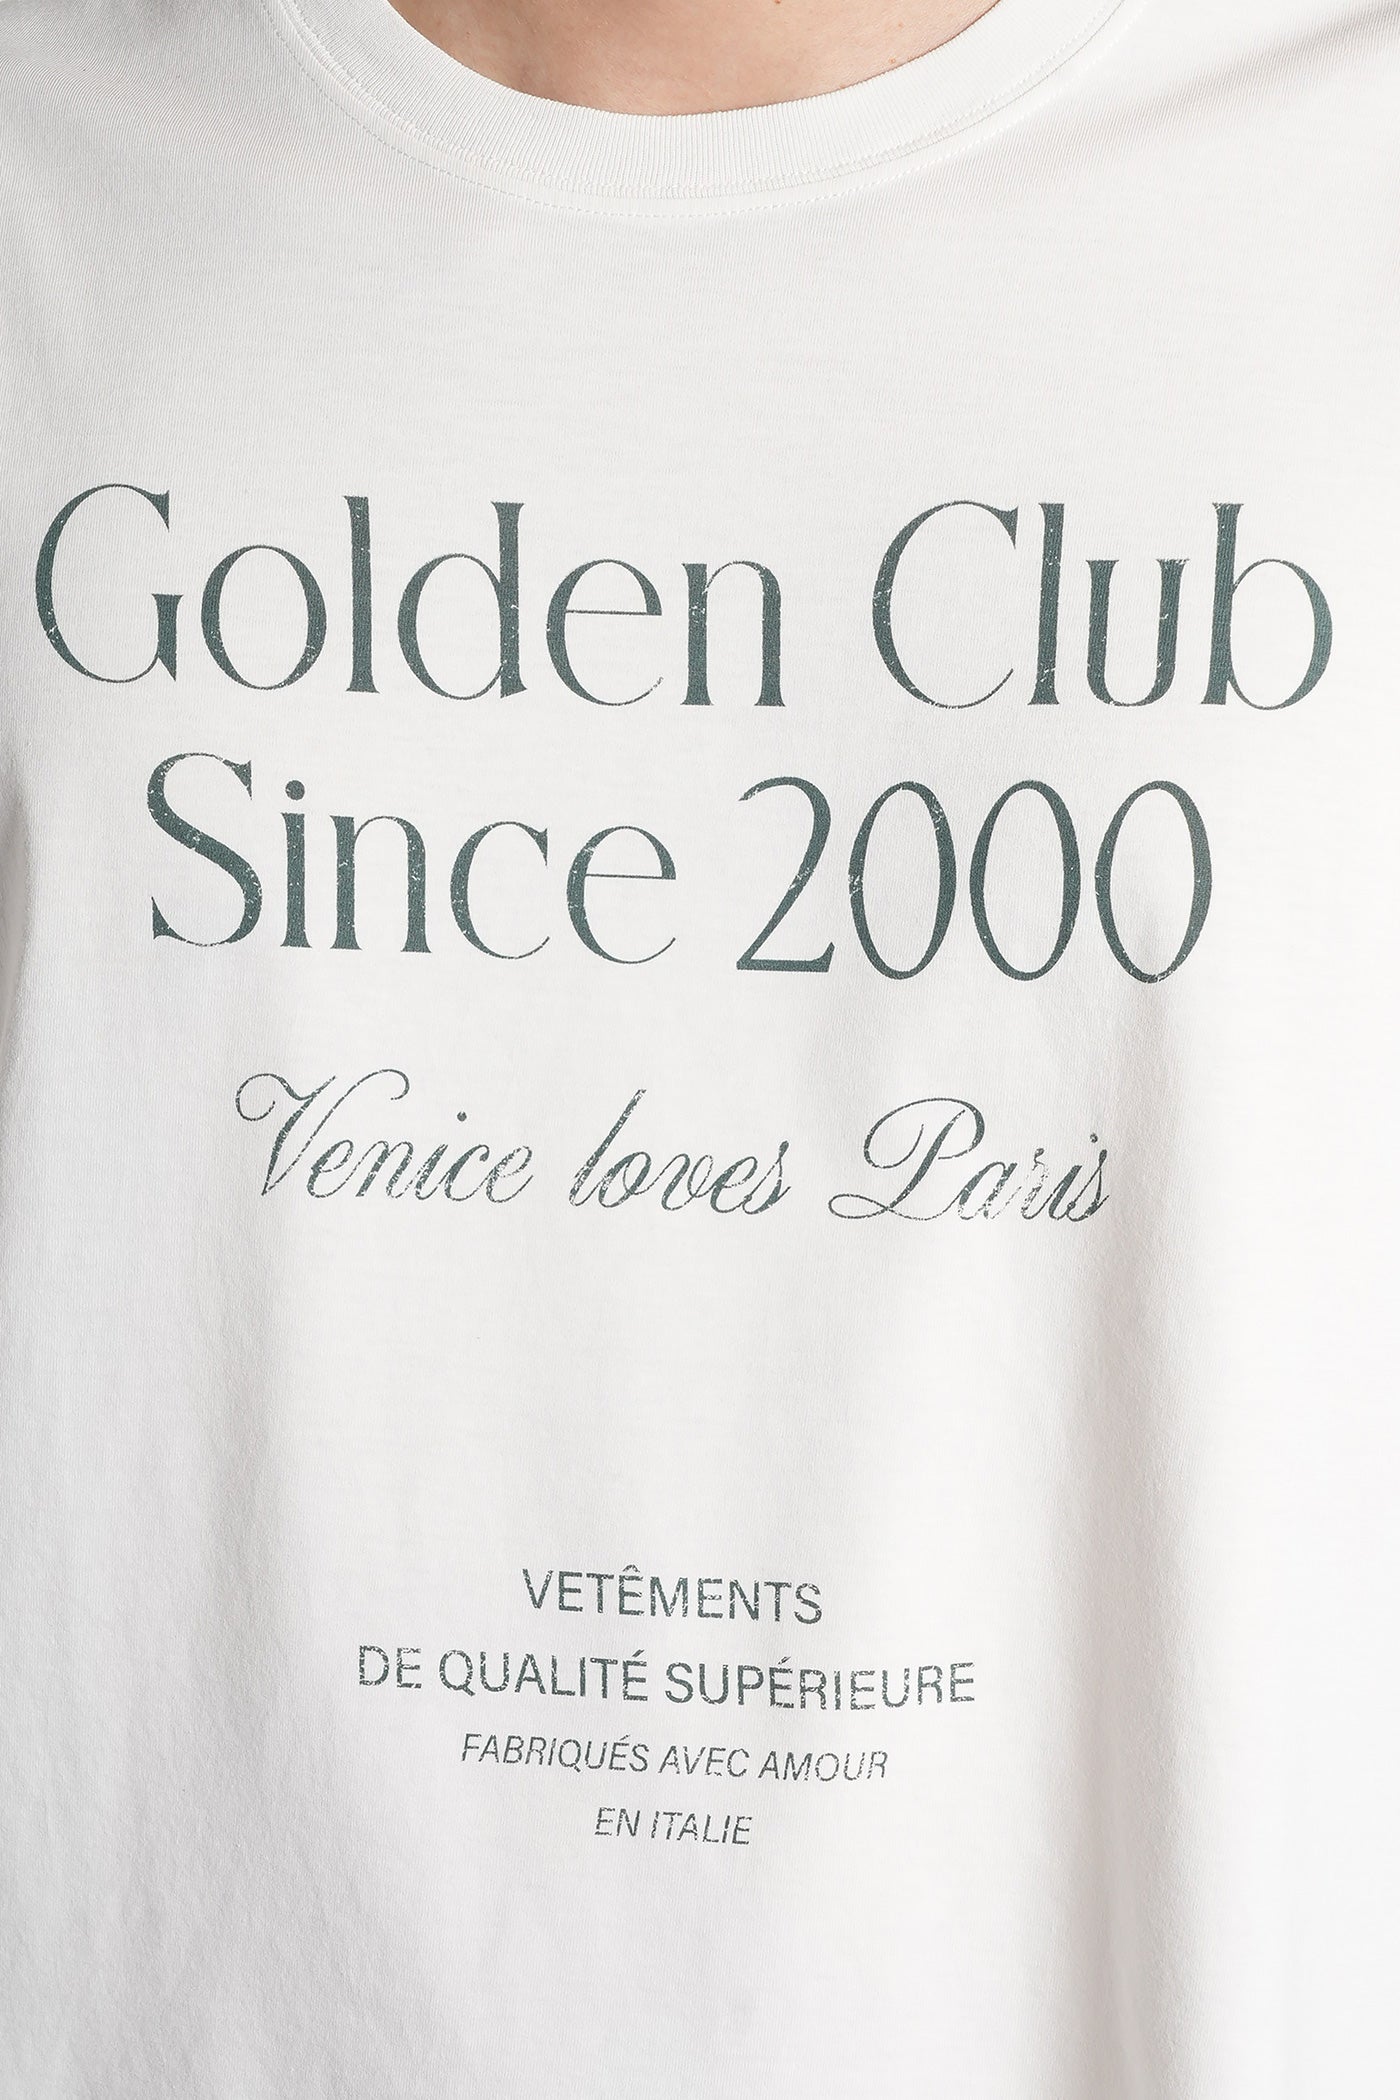 Golden Club
Since 2000
Venice loves Paris
VETÊMENTS
DE QUALITÉ SUPÉRIEURE
FABRIQUÉS AVEC AMOUR
EN ITALIE